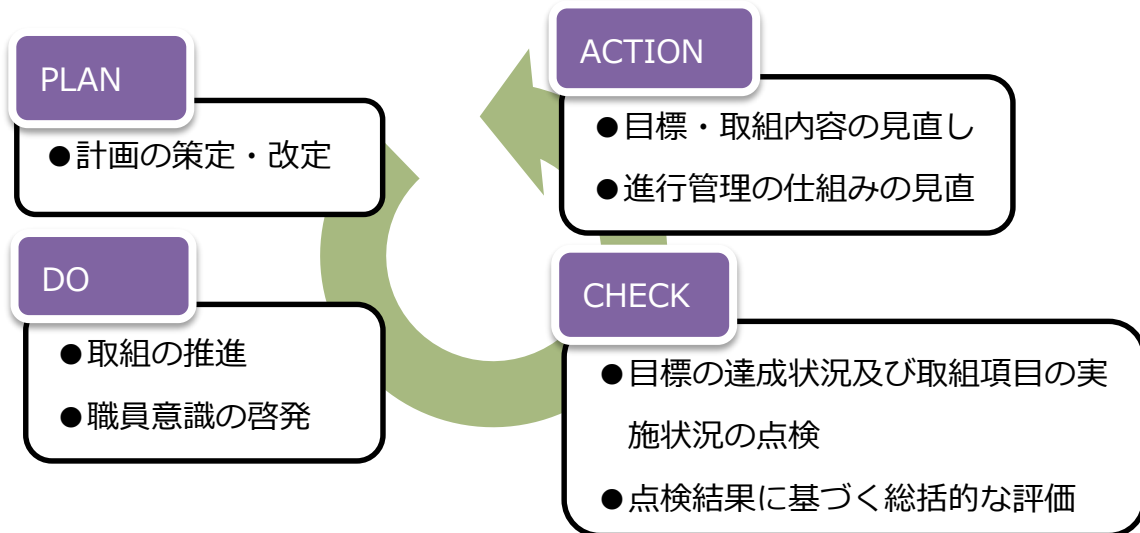 PLAN
●計画の策定・改定
DO
●取組の推進
●職員意識の啓発
CHECK
●目標の達成状況及び取組項目の実
施状況の点検
●点検結果に基づく総括的な評価
ACTION
●目標・取組内容の見直し
●進行管理の仕組みの見直